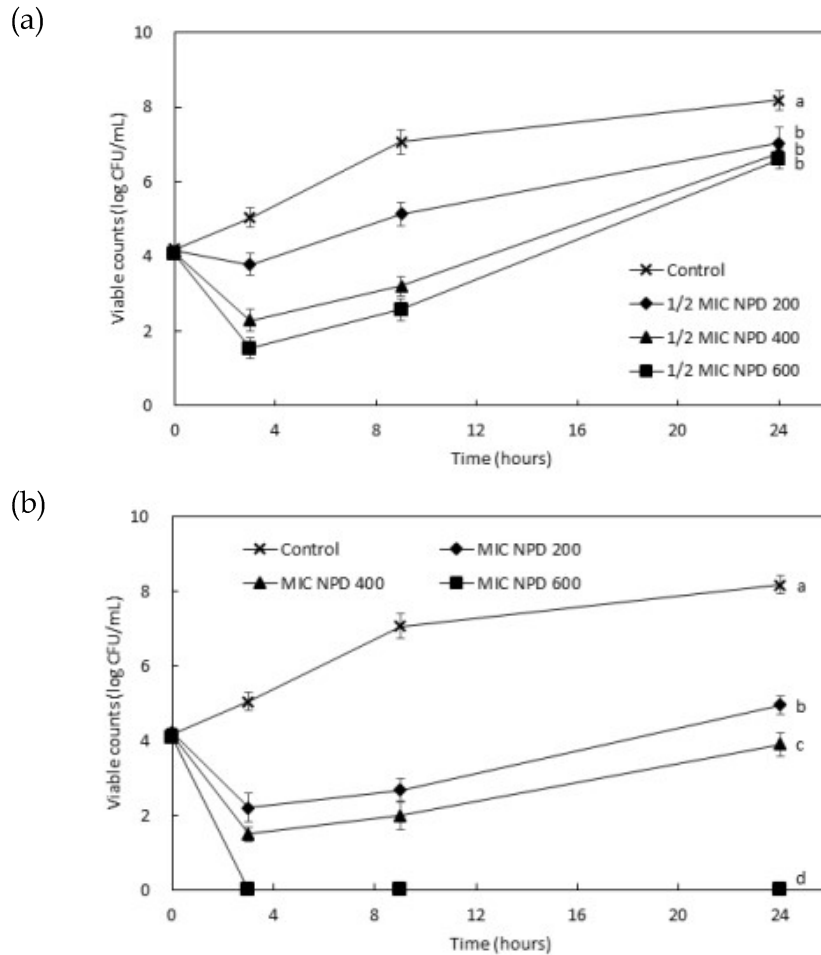 (a)
10
8
6
4
2
0
Viable counts (log CFU/mL)
a
b
b
b
Control
1/2 MIC NPD 200
1/2 MIC NPD 400
1/2 MIC NPD 600
0 4 8 12 16 20 24
Time (hours)
(b)
10
8
6
4
2
0
Viable counts (log CFU/mL)
Control MIC NPD 200
MIC NPD 400 MIC NPD 600
a
b
c
d
0 4 8 12 16 20 24
Time (hours)